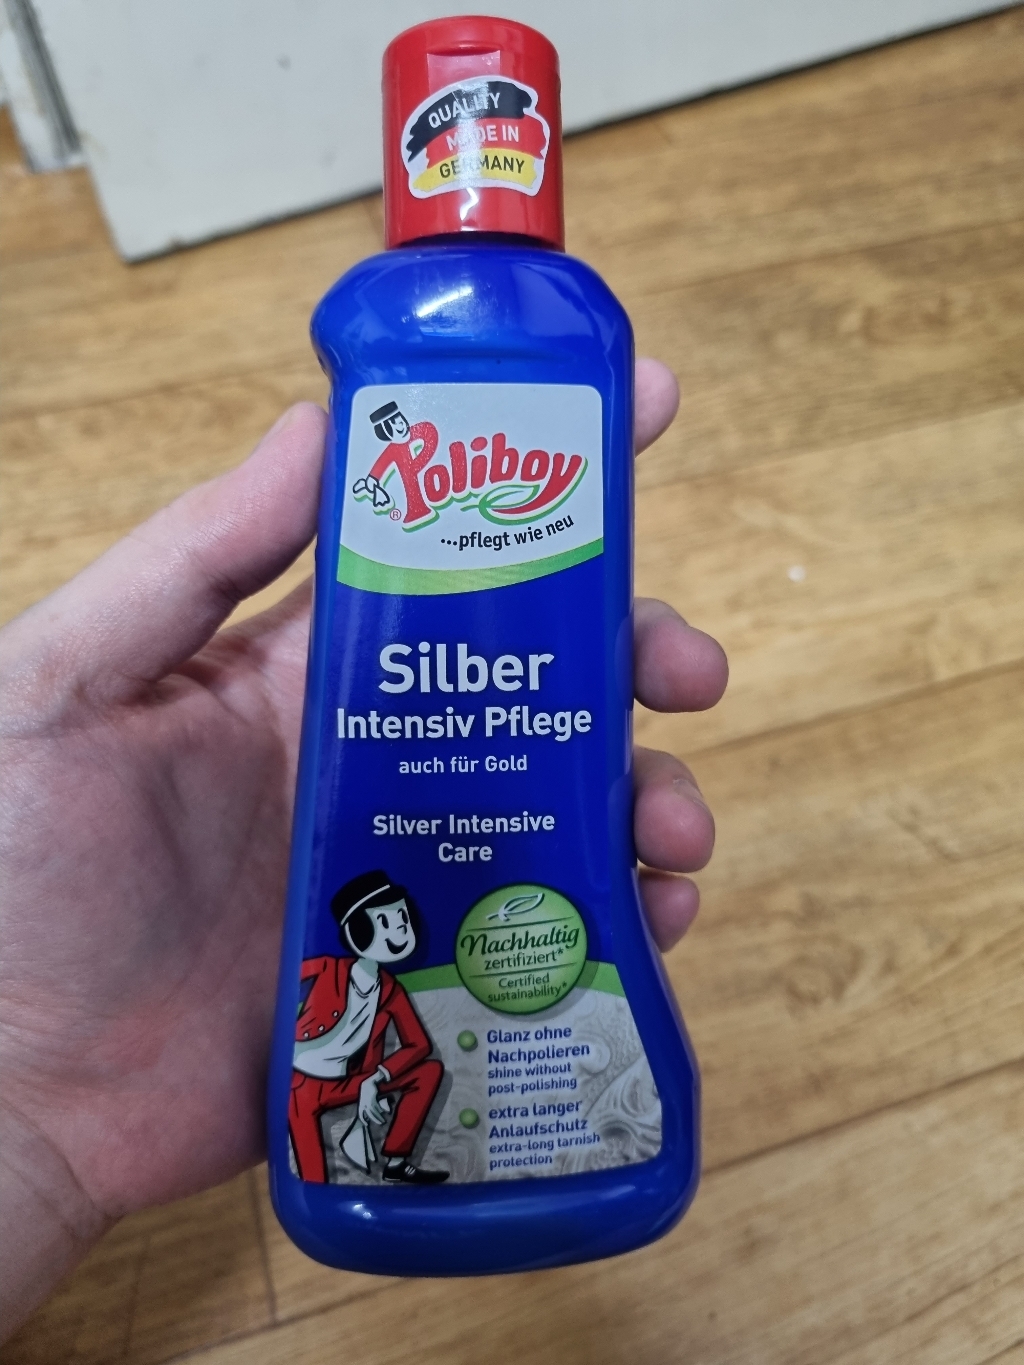 QUALITY
MADE IN
GERMANY
Poliboy
®
...pflegt wie neu
Silber
Intensiv Pflege
auch für Gold
Silver Intensive
Care
Nachhaltig
zertifiziert*
Certified
sustainability*
Glanz ohne
Nachpolieren
shine without
post-polishing
extra langer
Anlaufschutz
extra-long tarnish
protection